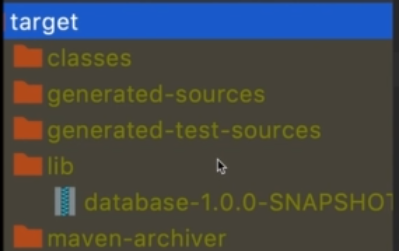 target
classes
generated-sources
generated-test-sources
lib
database-1.0.0-SNAPSHOT
maven-archiver